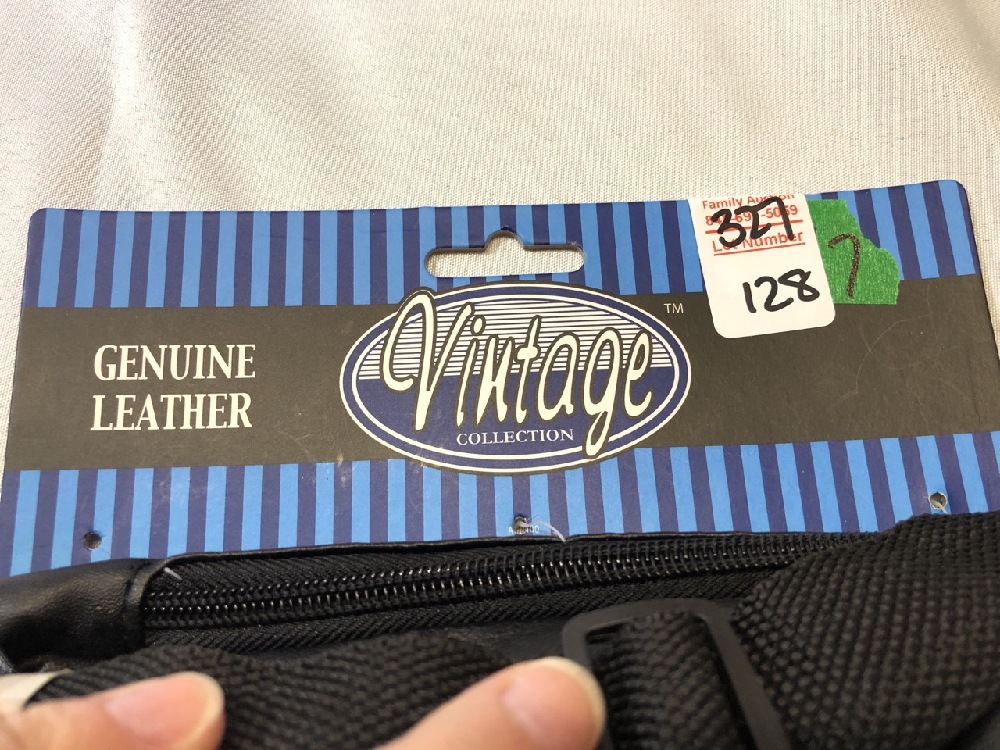 Family Auction
327
Lot Number
128
7
GENUINE
LEATHER
Vintage
TM
COLLECTION